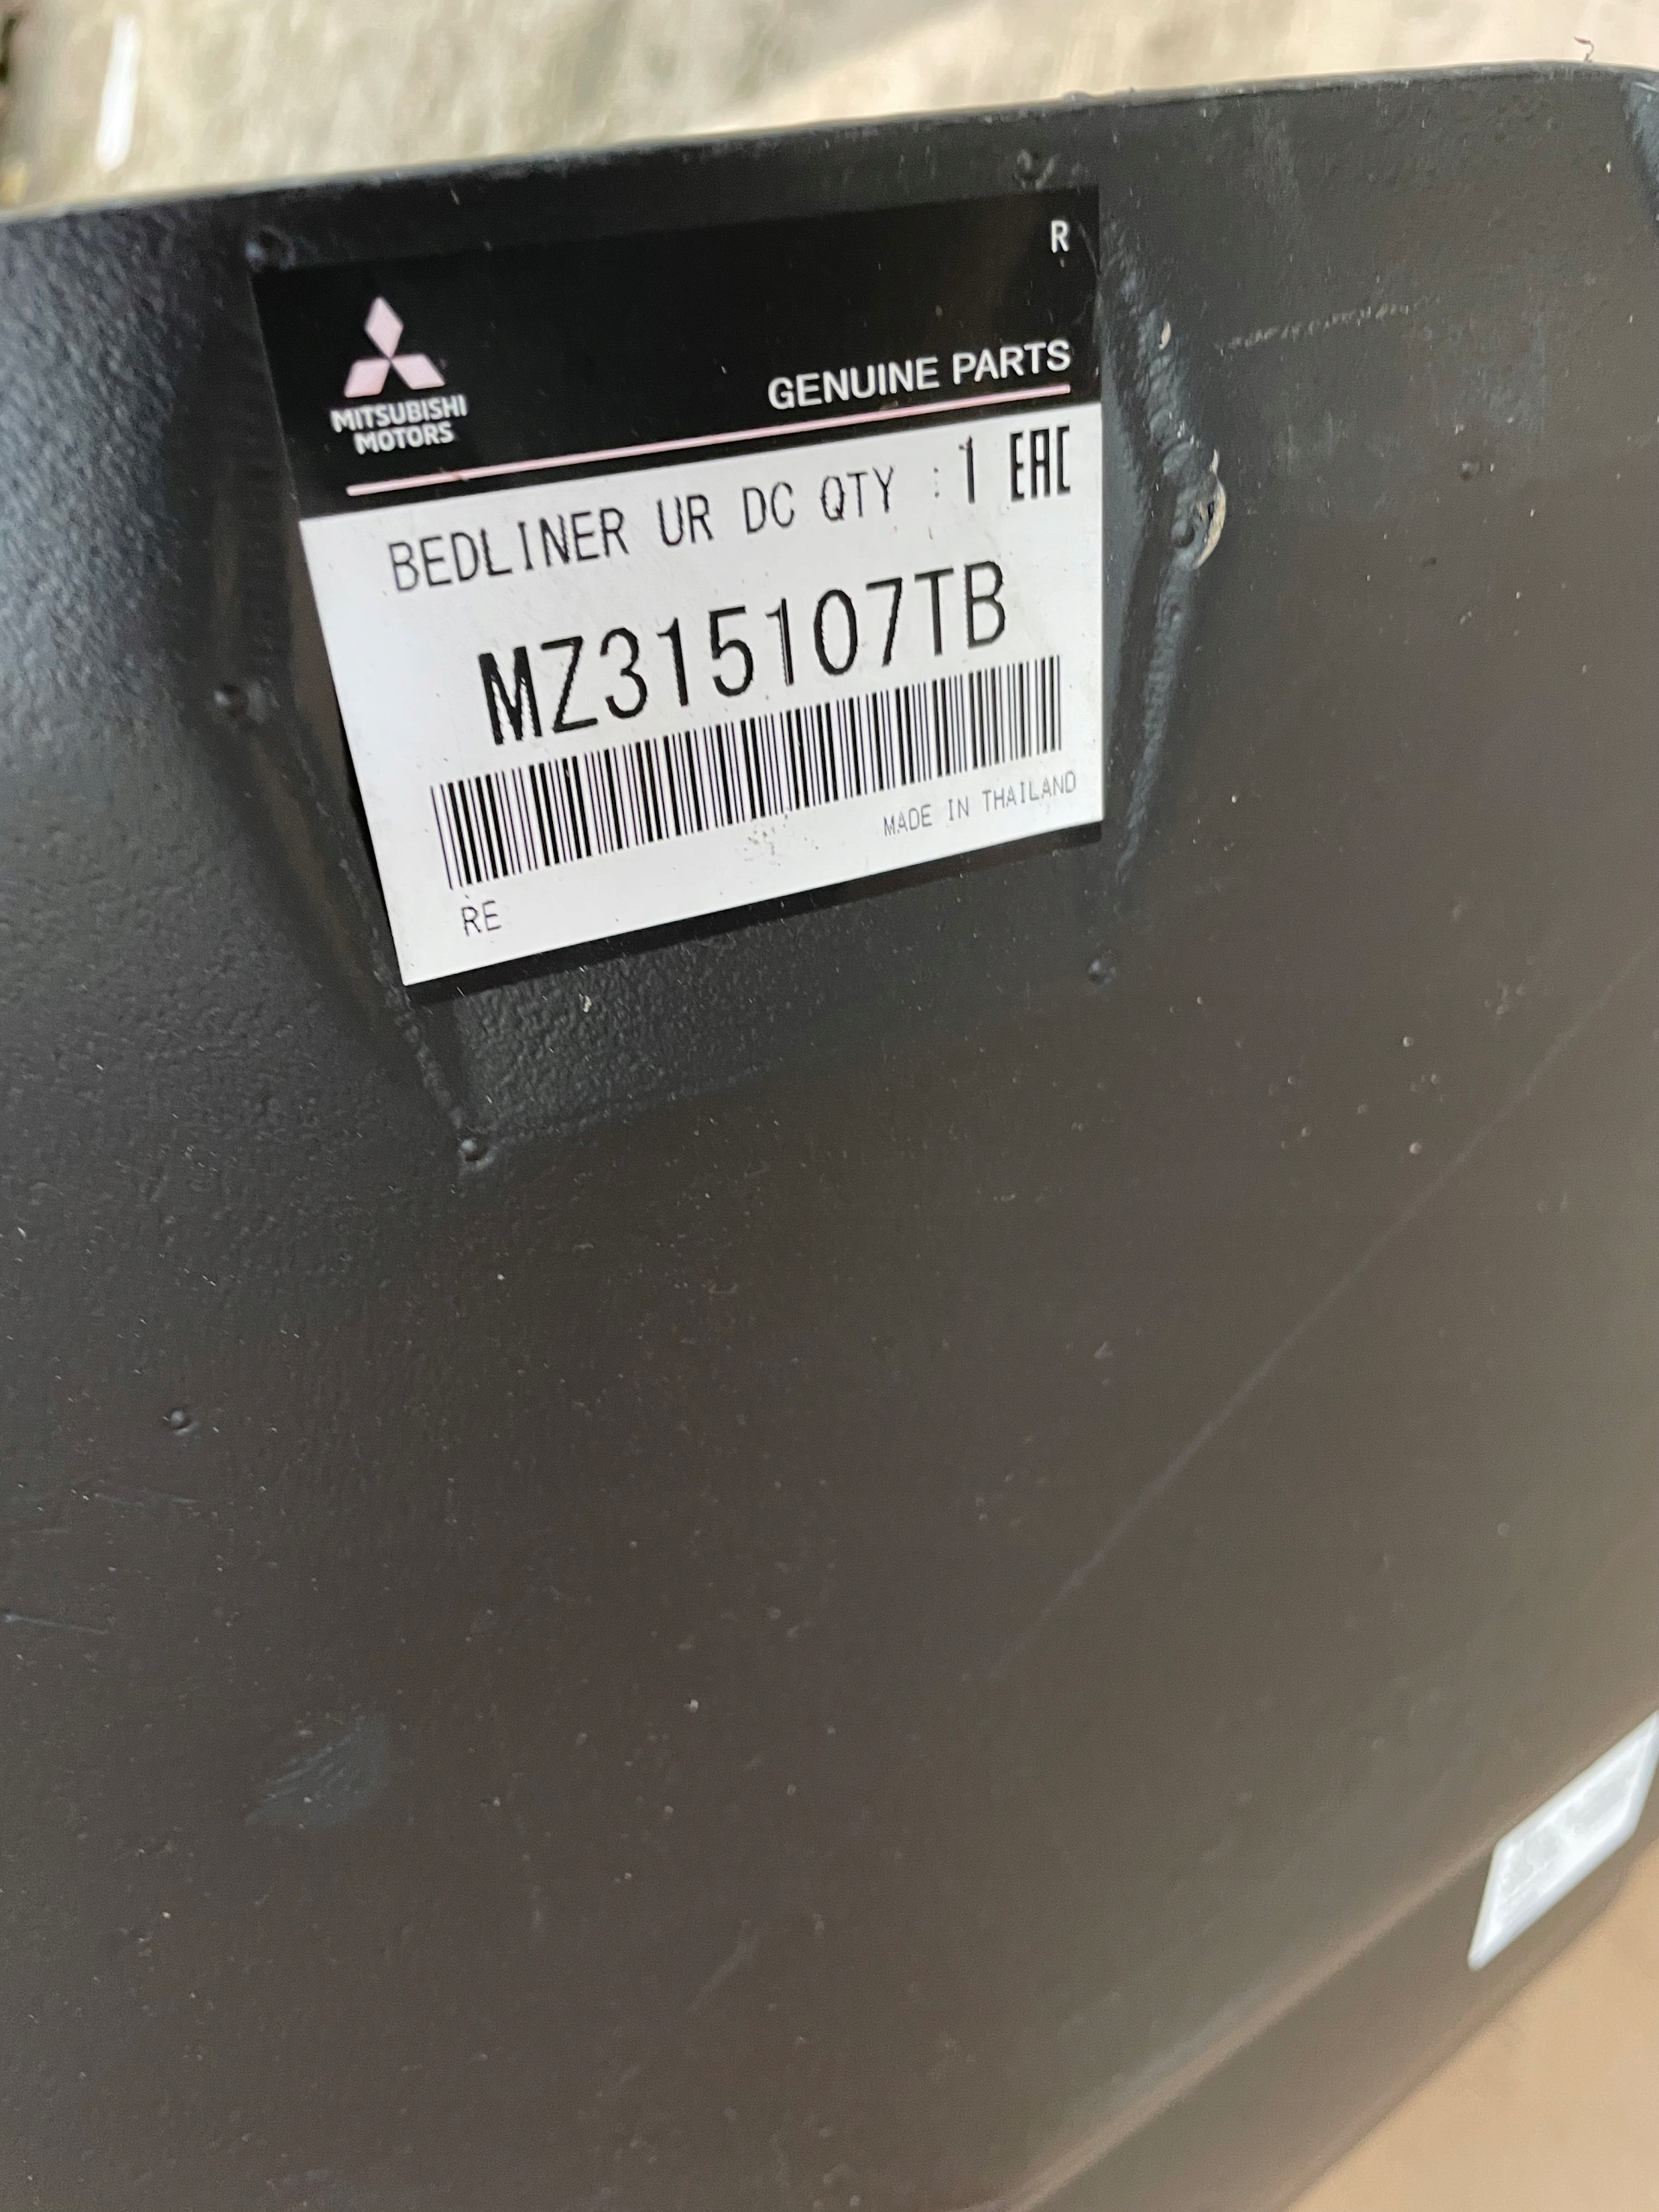 R
MITSUBISHI
MOTORS
GENUINE PARTS
BEDLINER UR DC QTY : 1 EAC
MZ315107TB
MADE IN THAILAND
RE